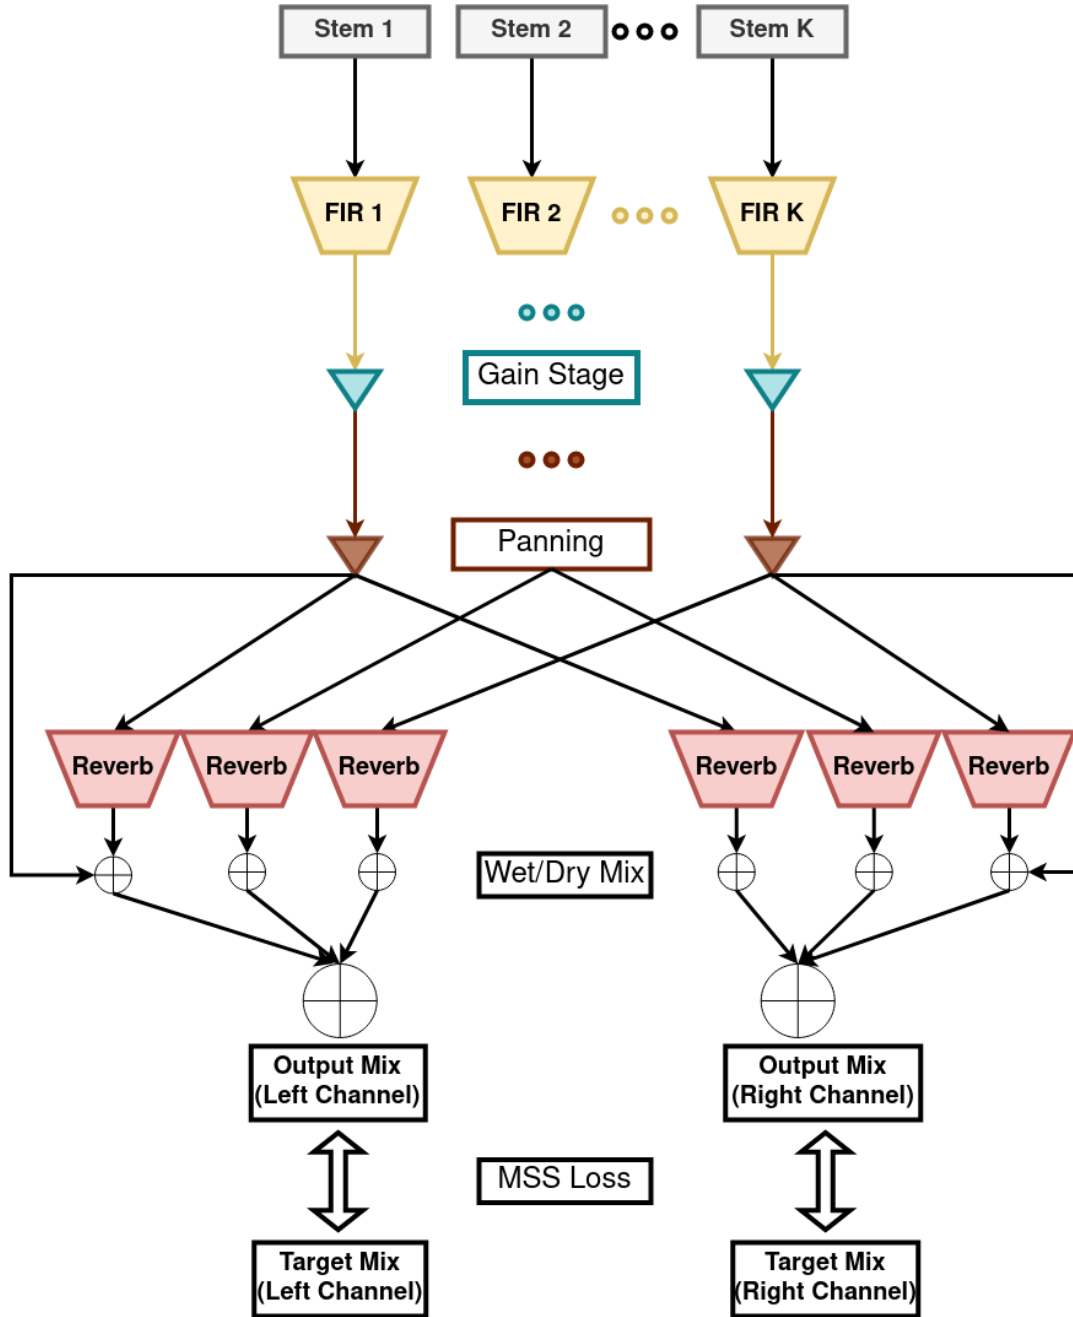 Stem 1
Stem 2
Stem K
FIR 1
FIR 2
FIR K
Gain Stage
Panning
Reverb
Reverb
Reverb
Reverb
Reverb
Reverb
Wet/Dry Mix
Output Mix
(Left Channel)
Output Mix
(Right Channel)
MSS Loss
Target Mix
(Left Channel)
Target Mix
(Right Channel)